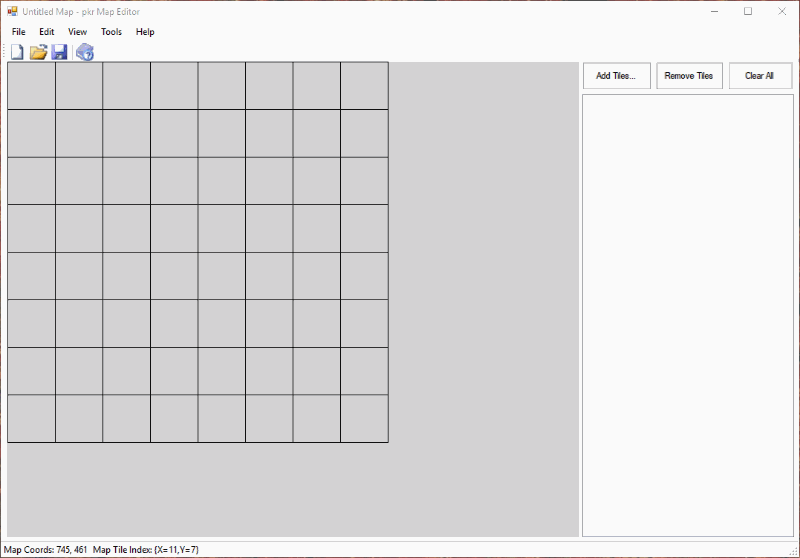 Untitled Map - pkr Map Editor
File Edit View Tools Help
Add Tiles... Remove Tiles Clear All
Map Coords: 745, 461 Map Tile Index: {X=11,Y=7}